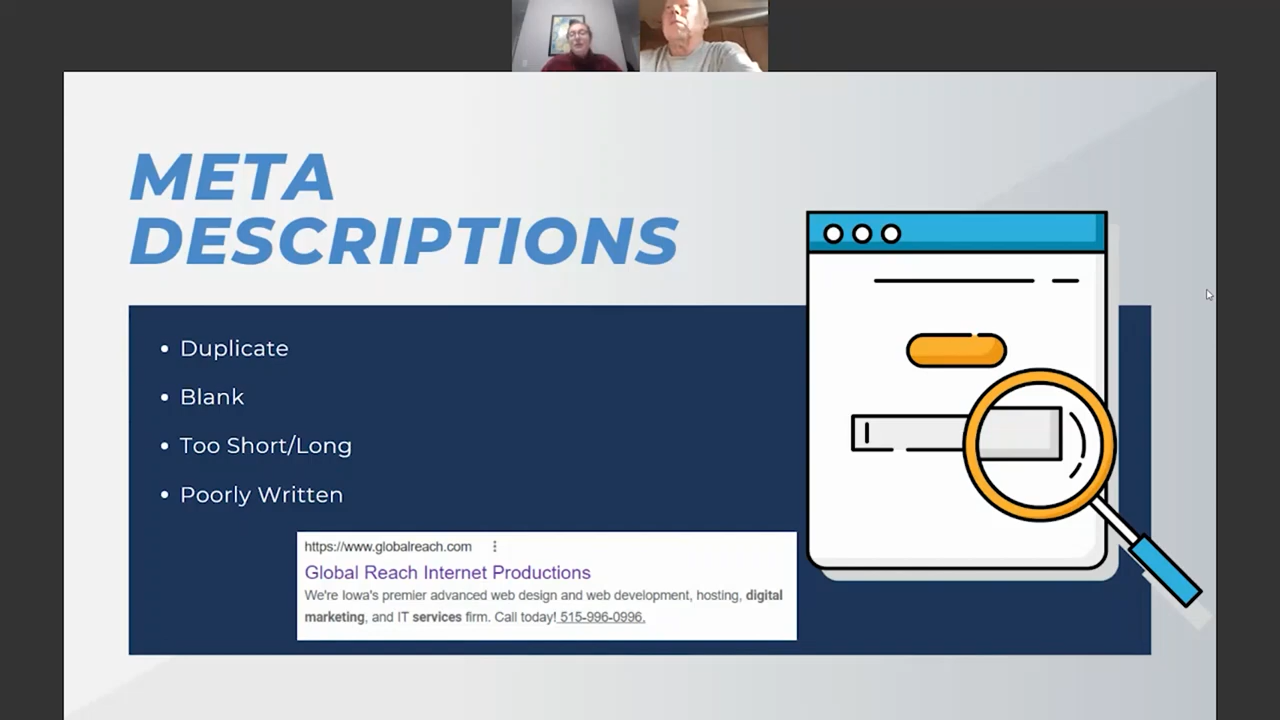 META
DESCRIPTIONS
• Duplicate
• Blank
• Too Short/Long
• Poorly Written
https://www.globalreach.com ⋮
Global Reach Internet Productions
We're Iowa's premier advanced web design and web development, hosting, digital
marketing, and IT services firm. Call today! 515-996-0996.